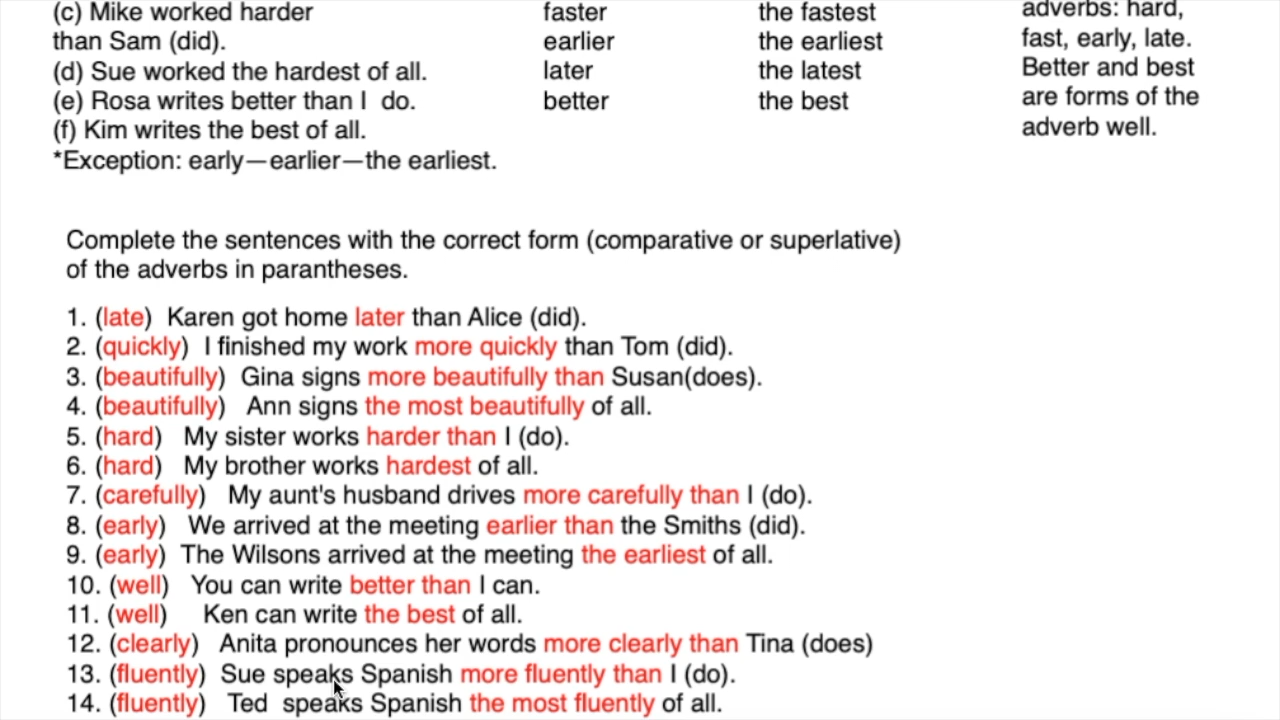 (c) Mike worked harder faster the fastest adverbs: hard,
than Sam (did). earlier the earliest fast, early, late.
(d) Sue worked the hardest of all. later the latest Better and best
(e) Rosa writes better than I do. better the best are forms of the
(f) Kim writes the best of all. adverb well.
*Exception: early—earlier—the earliest.
Complete the sentences with the correct form (comparative or superlative)
of the adverbs in parantheses.
1. (late) Karen got home later than Alice (did).
2. (quickly) I finished my work more quickly than Tom (did).
3. (beautifully) Gina signs more beautifully than Susan(does).
4. (beautifully) Ann signs the most beautifully of all.
5. (hard) My sister works harder than I (do).
6. (hard) My brother works hardest of all.
7. (carefully) My aunt's husband drives more carefully than I (do).
8. (early) We arrived at the meeting earlier than the Smiths (did).
9. (early) The Wilsons arrived at the meeting the earliest of all.
10. (well) You can write better than I can.
11. (well) Ken can write the best of all.
12. (clearly) Anita pronounces her words more clearly than Tina (does)
13. (fluently) Sue speaks Spanish more fluently than I (do).
14. (fluently) Ted speaks Spanish the most fluently of all.